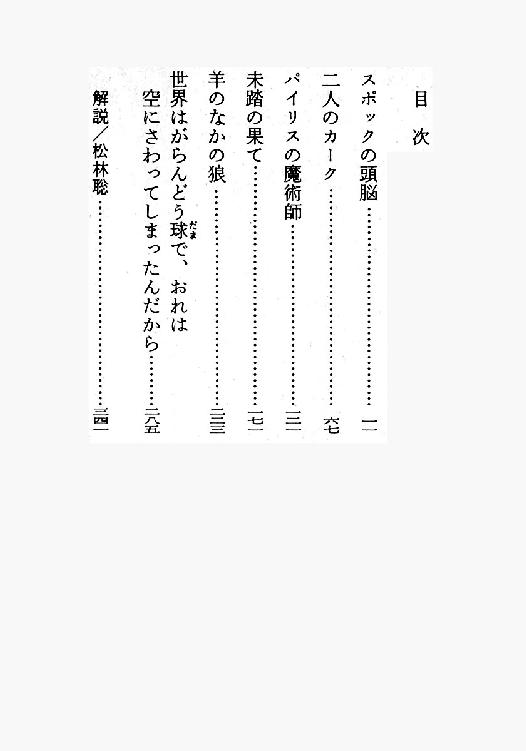 目次
スポックの頭脳……………………………一一
二人のカーク……………………………六七
パイリスの魔術師……………………………一三一
未踏の果て……………………………一七一
羊のなかの狼……………………………二三三
世界はがらんどう球で、おれは
だま
空にさわってしまったんだから………二八五
解説／松林聡……………………………三四一